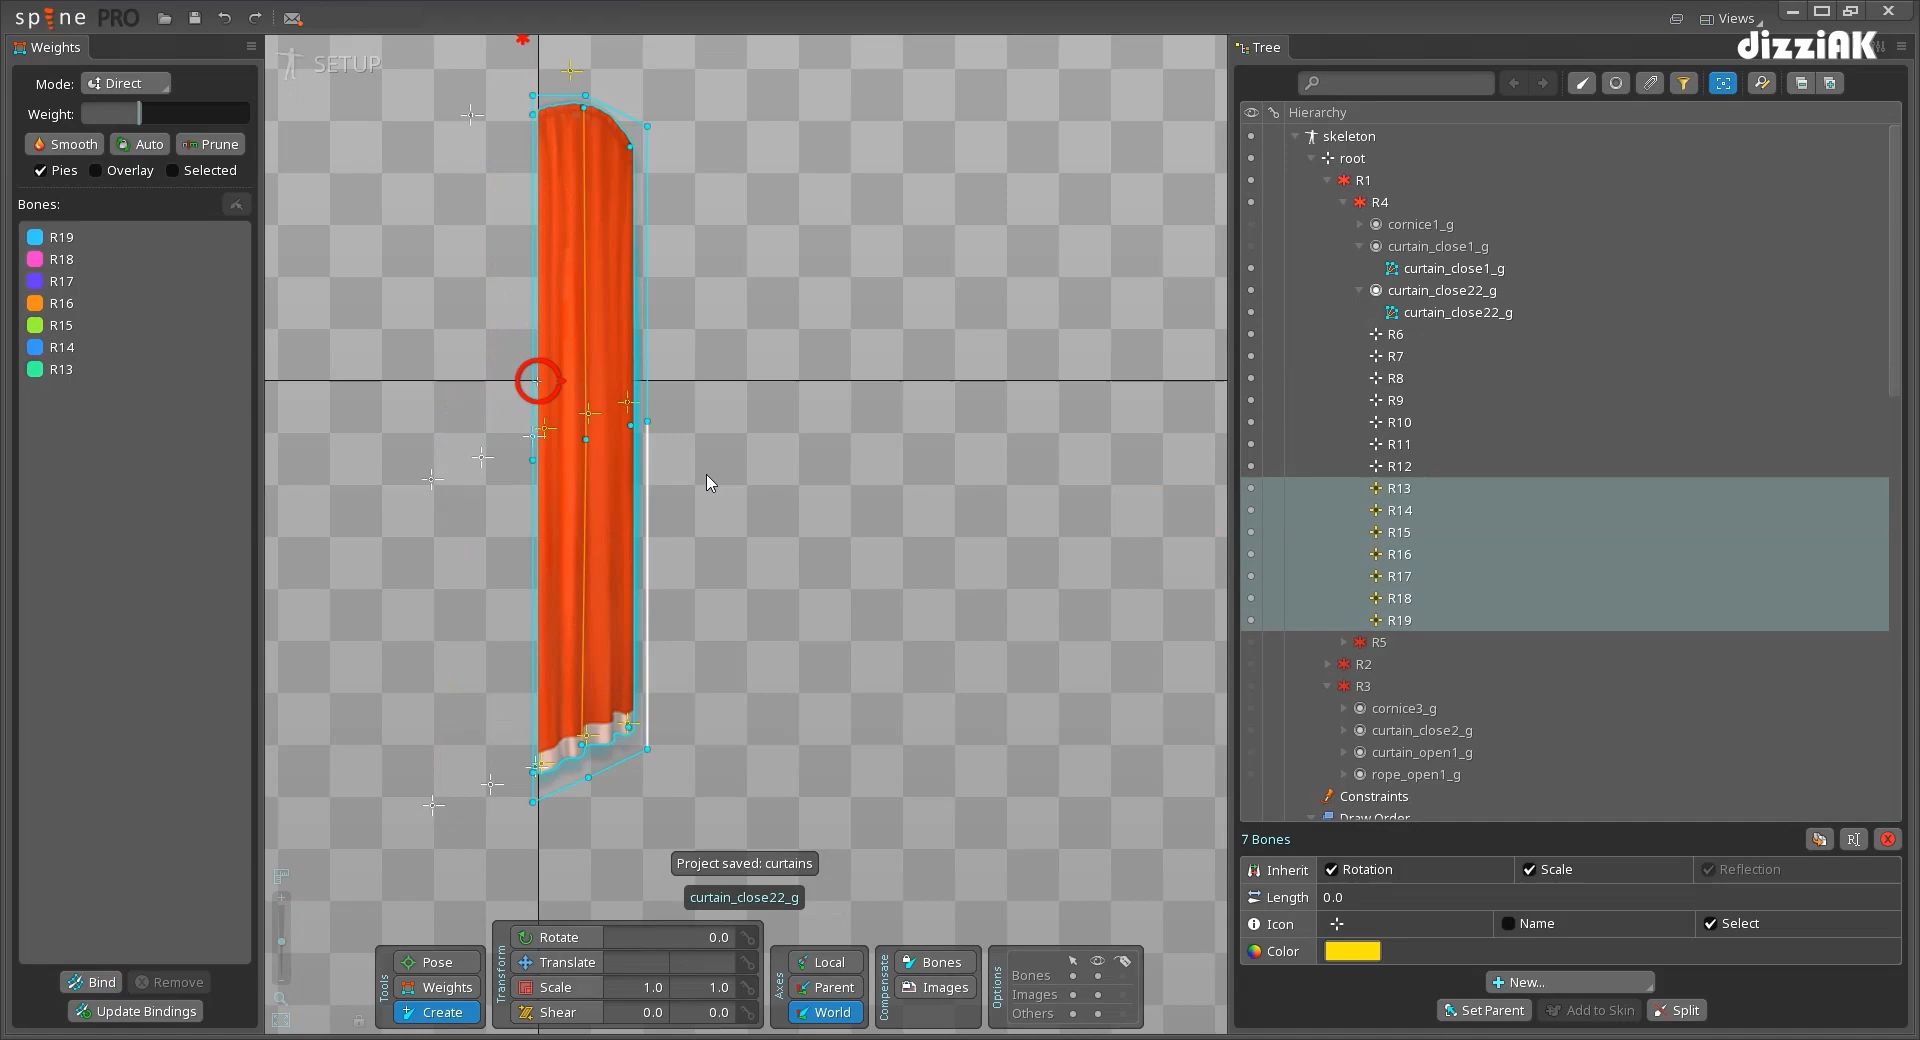 spine PRO
Views
dizziAK
Weights
Mode: Direct
Weight:
Smooth Auto Prune
Pies Overlay Selected
Bones:
R19
R18
R17
R16
R15
R14
R13
Bind Remove
Update Bindings
SETUP
Project saved: curtains
curtain_close22_g
Tools
Pose
Weights
Create
Transform
Rotate 0.0
Translate
Scale 1.0 1.0
Shear 0.0 0.0
Axes
Local
Parent
World
Compensate
Bones
Images
Options
Bones
Images
Others
Tree
Hierarchy
skeleton
root
R1
R4
cornice1_g
curtain_close1_g
curtain_close1_g
curtain_close22_g
curtain_close22_g
R6
R7
R8
R9
R10
R11
R12
R13
R14
R15
R16
R17
R18
R19
R5
R2
R3
cornice3_g
curtain_close2_g
curtain_open1_g
rope_open1_g
Constraints
Draw Order
7 Bones
Inherit Rotation Scale Reflection
Length 0.0
Icon Name Select
Color
New...
Set Parent Add to Skin Split